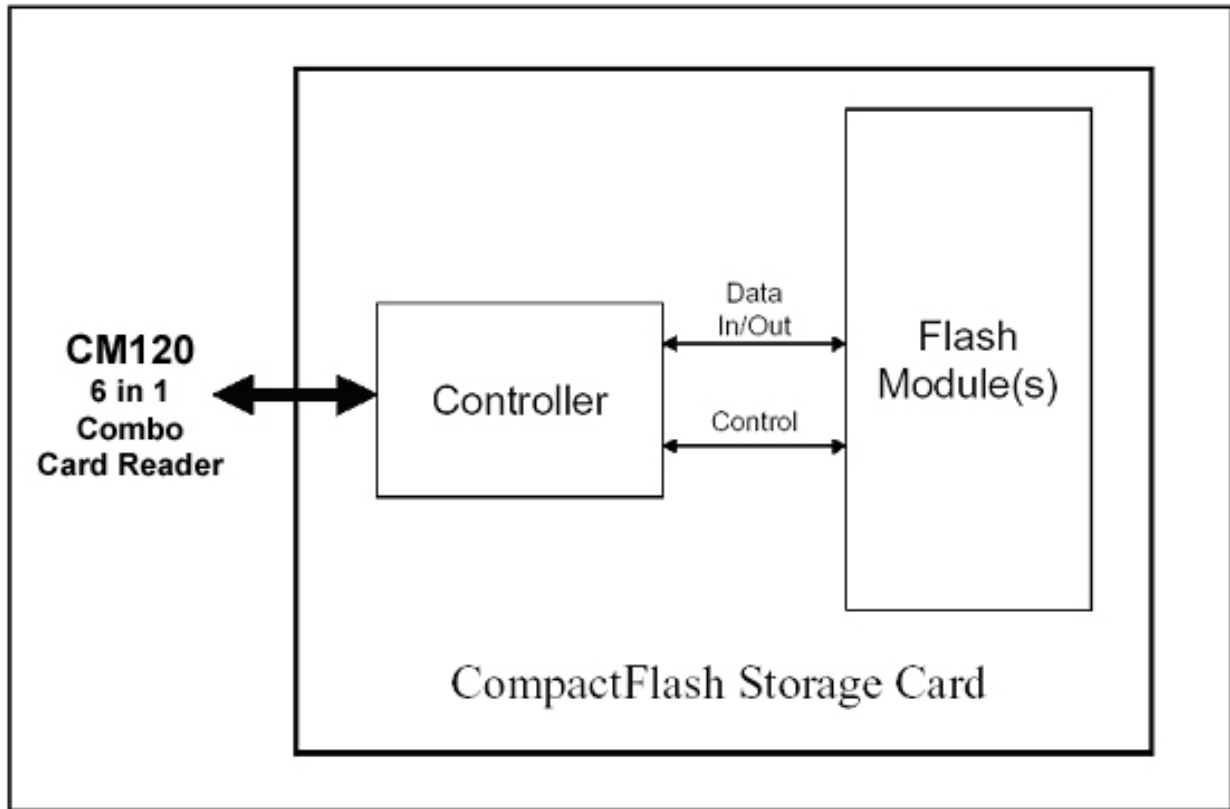 CM120
6 in 1
Combo
Card Reader
Controller
Data
In/Out
Control
Flash
Module(s)
CompactFlash Storage Card